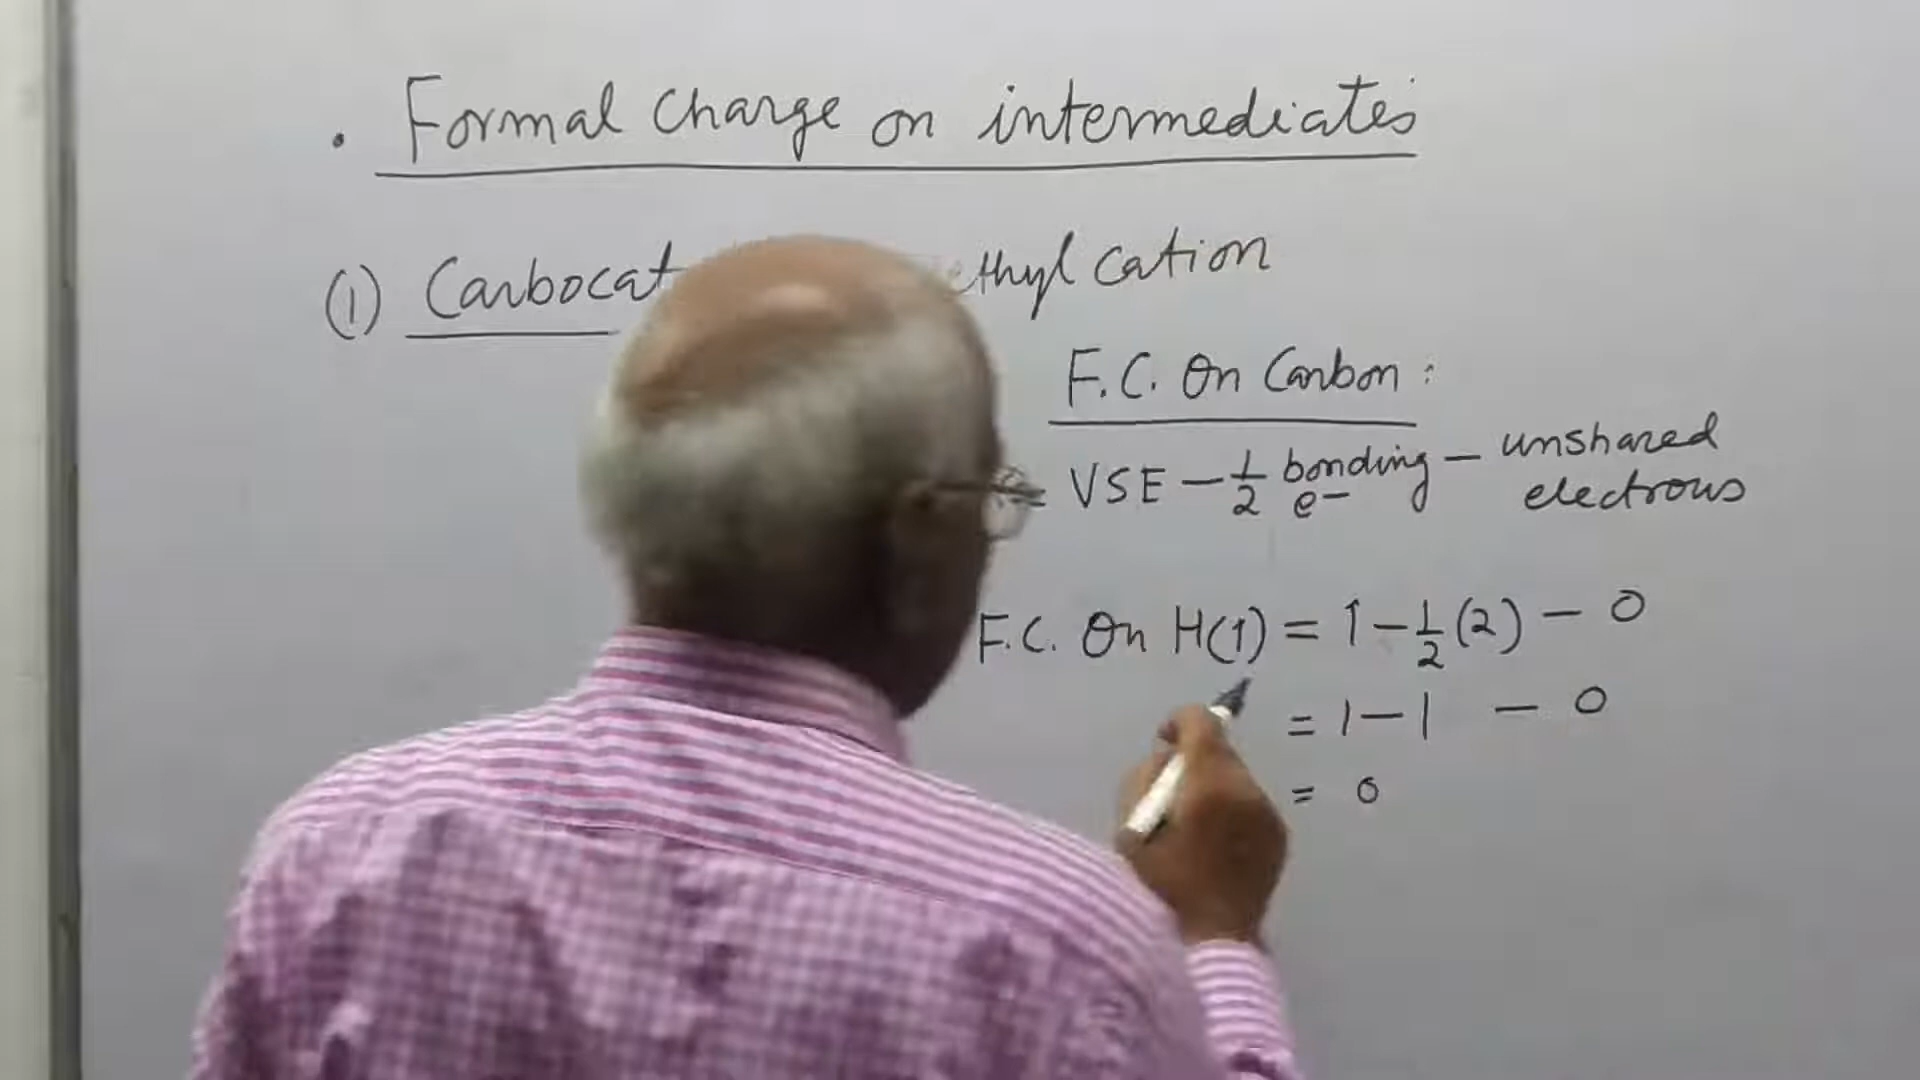 . Formal Charge on intermediates
(1) Carbocat thyl cation
F.C. On Carbon :
= VSE - 1/2 bonding e- - unshared electrons
F.C. On H(1) = 1 - 1/2 (2) - 0
= 1 - 1 - 0
= 0